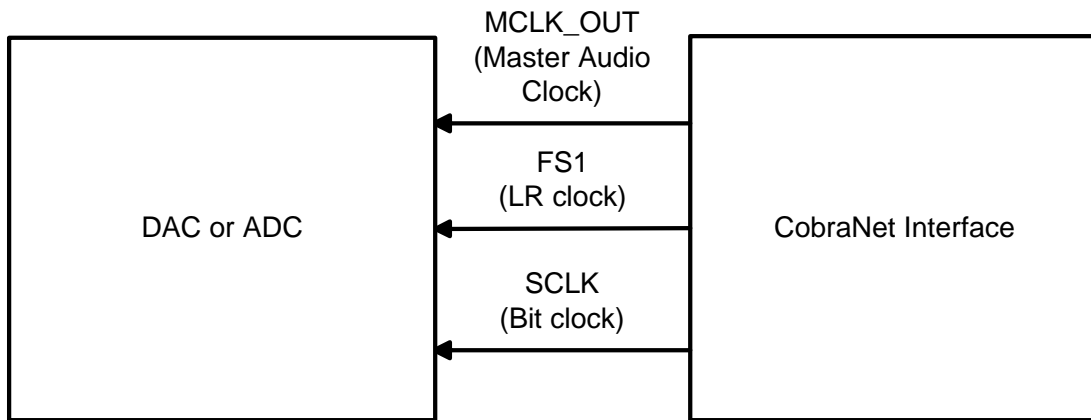 MCLK_OUT
(Master Audio
Clock)
FS1
(LR clock)
DAC or ADC
CobraNet Interface
SCLK
(Bit clock)